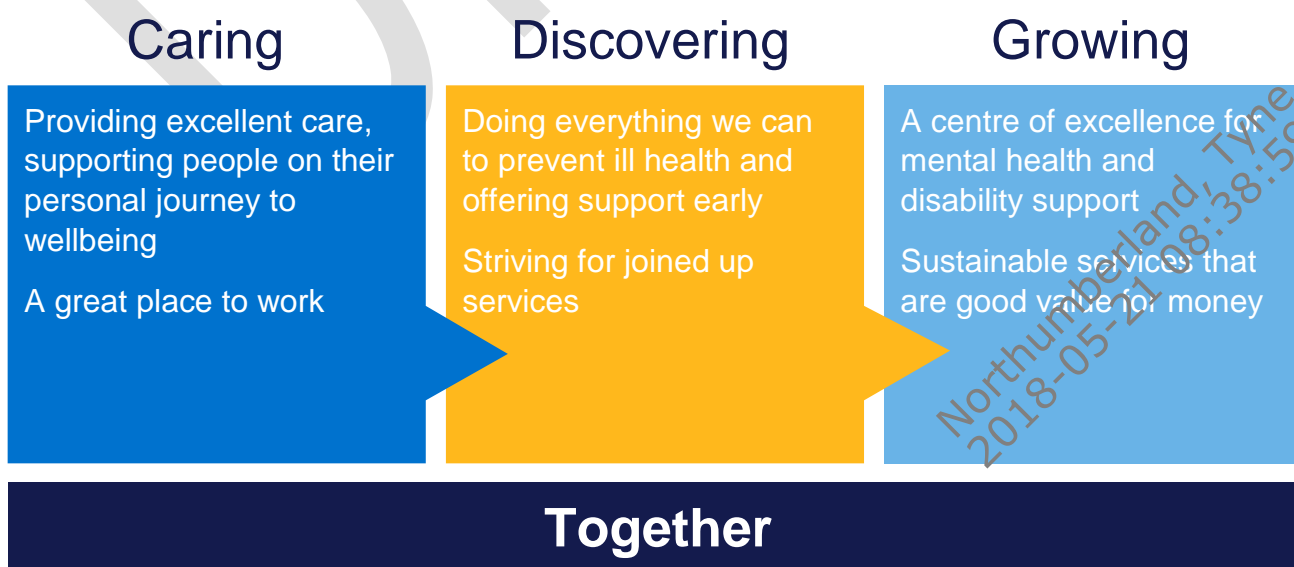 Caring
Providing excellent care,
supporting people on their
personal journey to
wellbeing
A great place to work
Discovering
Doing everything we can
to prevent ill health and
offering support early
Striving for joined up
services
Growing
A centre of excellence for
mental health and
disability support
Sustainable services that
are good value for money
Together
Northumberland, Tyne
2018-05-21 08:38:59